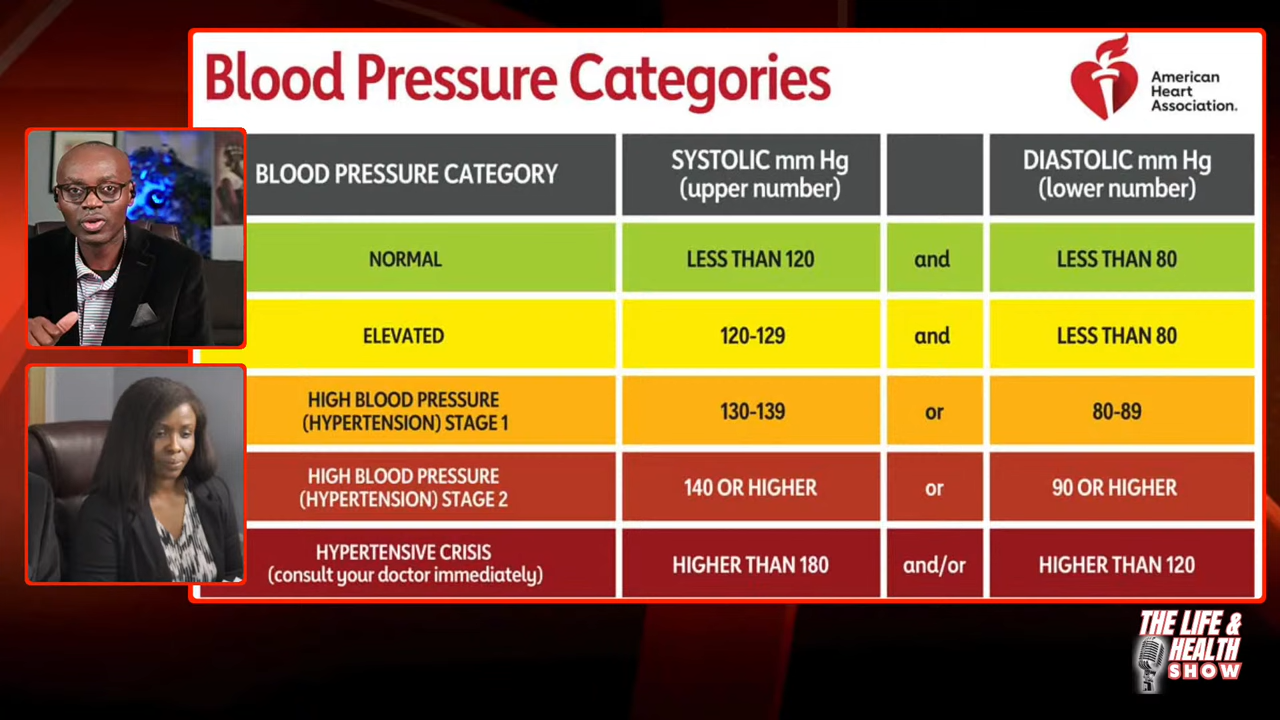 Blood Pressure Categories
American
Heart
Association.
BLOOD PRESSURE CATEGORY
SYSTOLIC mm Hg
(upper number)
DIASTOLIC mm Hg
(lower number)
NORMAL
LESS THAN 120
and
LESS THAN 80
ELEVATED
120-129
and
LESS THAN 80
HIGH BLOOD PRESSURE
(HYPERTENSION) STAGE 1
130-139
or
80-89
HIGH BLOOD PRESSURE
(HYPERTENSION) STAGE 2
140 OR HIGHER
or
90 OR HIGHER
HYPERTENSIVE CRISIS
(consult your doctor immediately)
HIGHER THAN 180
and/or
HIGHER THAN 120
THE LIFE &
HEALTH
SHOW